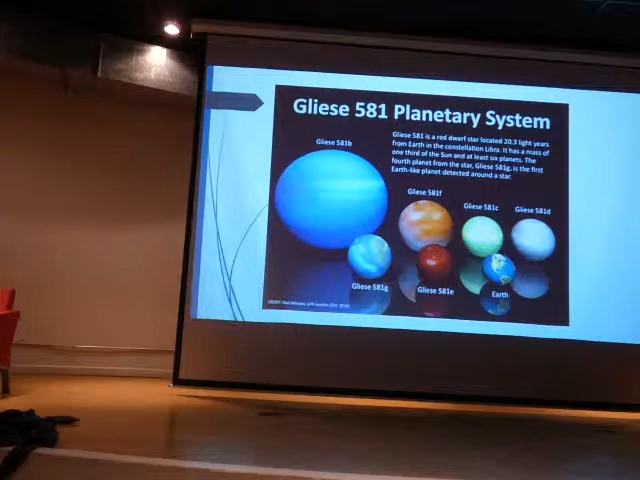 Gliese 581 Planetary System
Gliese 581 is a red dwarf star located 20.3 light years
from Earth in the constellation Libra. It has a mass of
one third of the Sun and at least six planets. The
fourth planet from the star, Gliese 581g, is the first
Earth-like planet detected around a star.
Gliese 581b
Gliese 581f
Gliese 581c
Gliese 581d
Gliese 581g
Gliese 581e
Earth